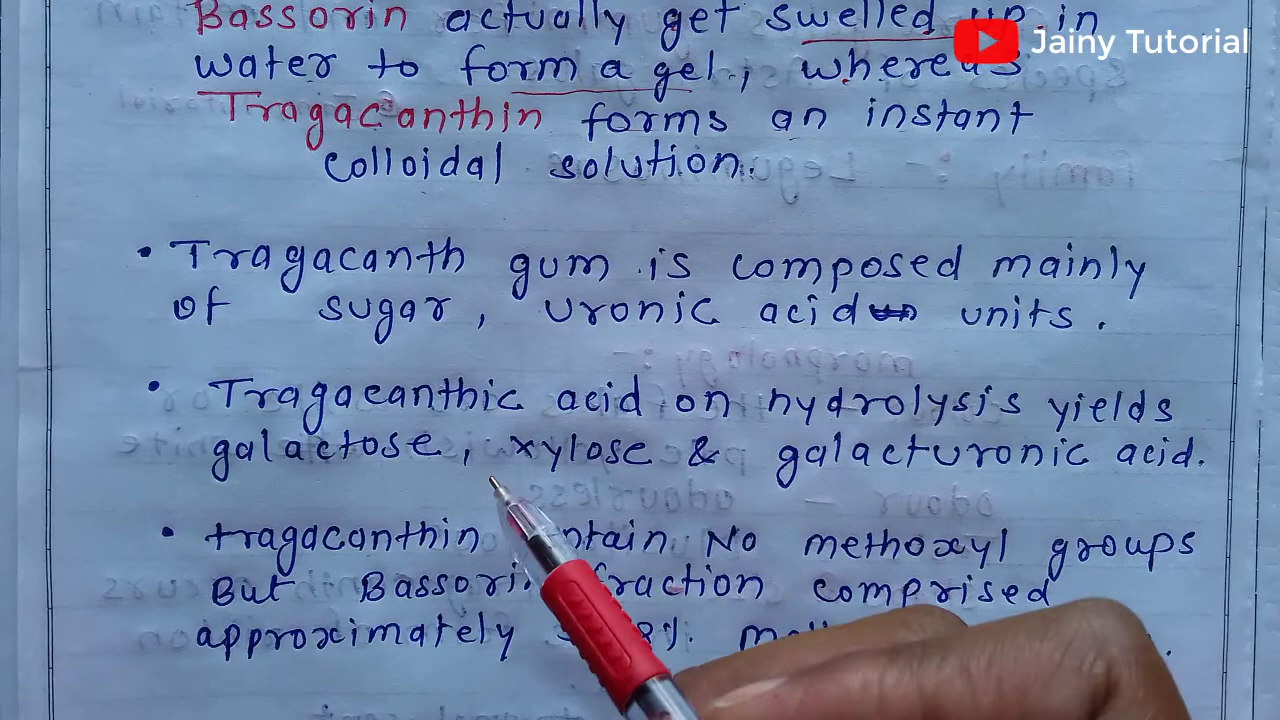 Bassorin actually get swelled up in
Jainy Tutorial
water to form a gel, whereas
Tragacanthin forms an instant
colloidal solution.
• Tragacanth gum is composed mainly
of sugar, uronic acid units.
• Tragacanthic acid on hydrolysis yields
galactose, xylose & galacturonic acid.
• tragacanthin No methoxyl groups
But Bassorin fraction comprised
approximately